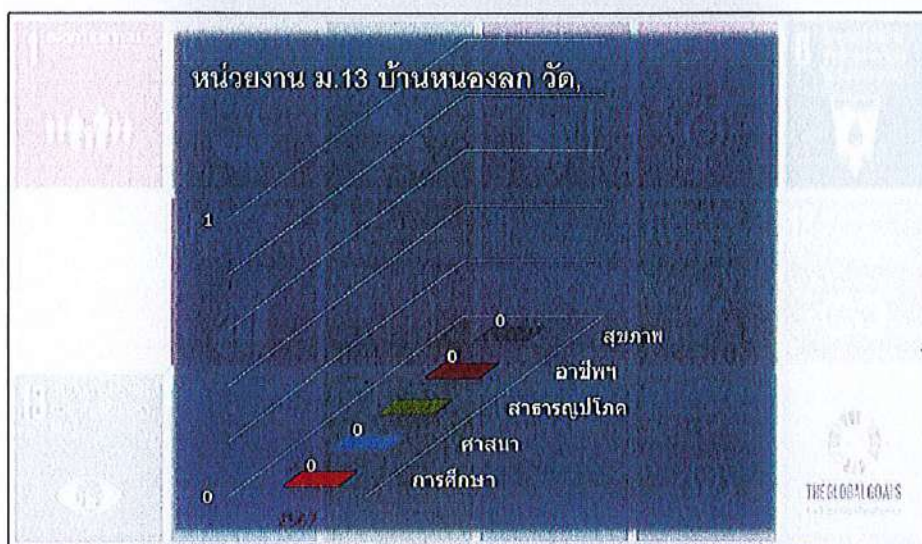 หน่วยงาน ม.13 บ้านหนองลก วัด,
1
0
สุขภาพ
0
อาชีพฯ
สาธารณูปโภค
0
ศาสนา
0
การศึกษา
0
2567
THE GLOBAL GOALS